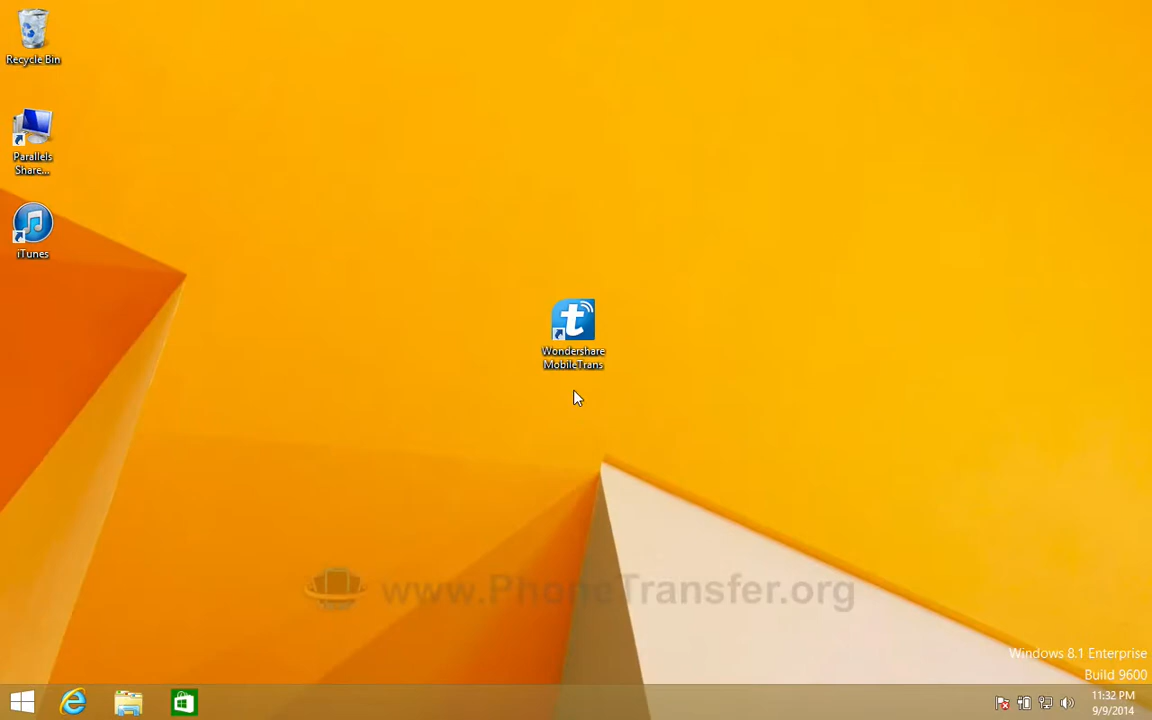 Recycle Bin
Parallels
Share...
iTunes
Wondershare
MobileTrans
www.PhoneTransfer.org
Windows 8.1 Enterprise
Build 9600
11:32 PM
9/9/2014